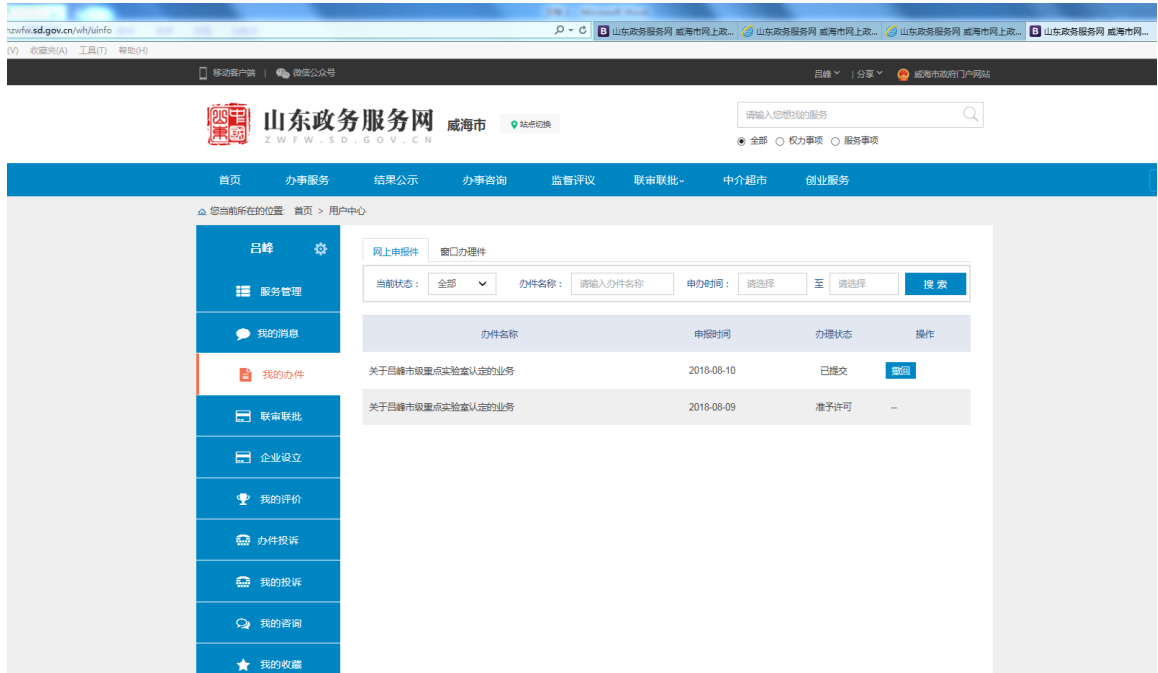 nzwfw.sd.gov.cn/wh/uinfo
山东政务服务网 威海市网上政...
山东政务服务网 威海市网上政...
山东政务服务网 威海市网上政...
山东政务服务网 威海市网...
(V) 收藏夹(A) 工具(T) 帮助(H)
移动客户端 | 微信公众号
吕峰 | 分享 威海市政府门户网站
山东政务服务网 威海市 站点切换
ZWFW.SD.GOV.CN
请输入您想找的服务
全部 权力事项 服务事项
首页 办事服务 结果公示 办事咨询 监督评议 联审联批 中介超市 创业服务
您当前所在的位置: 首页 > 用户中心
吕峰
服务管理
我的消息
我的办件
联审联批
企业设立
我的评价
办件投诉
我的投诉
我的咨询
我的收藏
网上申报件 窗口办理件
当前状态： 全部 办件名称： 请输入办件名称 申办时间： 请选择 至 请选择 搜 索
办件名称 申报时间 办理状态 操作
关于吕峰市级重点实验室认定的业务 2018-08-10 已提交 撤回
关于吕峰市级重点实验室认定的业务 2018-08-09 准予许可 --